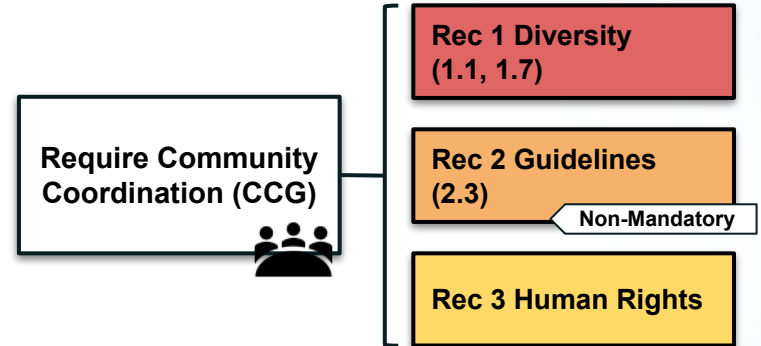 Require Community
Coordination (CCG)
Rec 1 Diversity
(1.1, 1.7)
Rec 2 Guidelines
(2.3)
Non-Mandatory
Rec 3 Human Rights